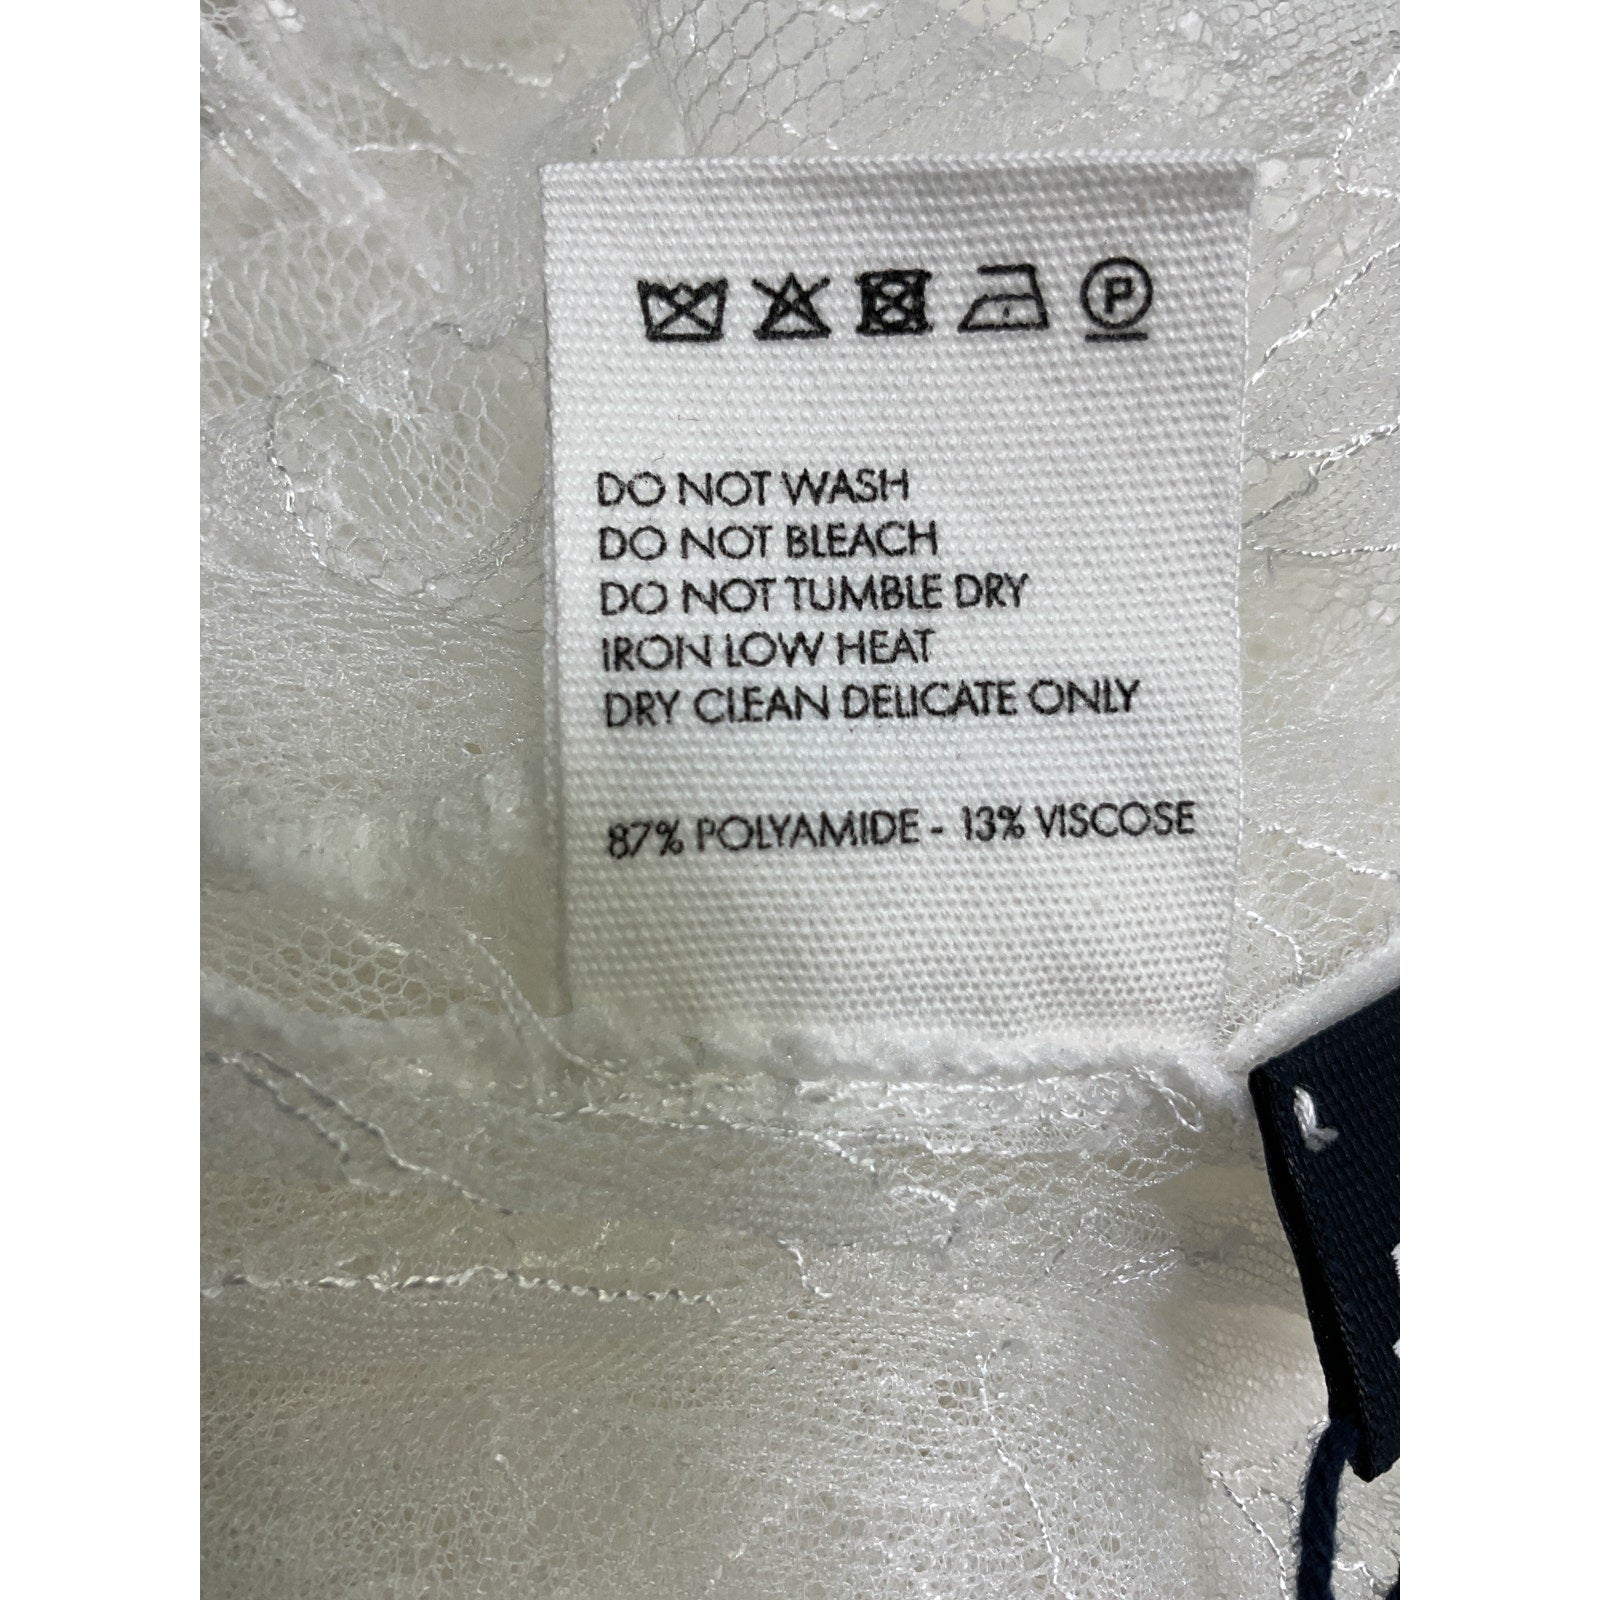 P
DO NOT WASH
DO NOT BLEACH
DO NOT TUMBLE DRY
IRON LOW HEAT
DRY CLEAN DELICATE ONLY
87% POLYAMIDE - 13% VISCOSE